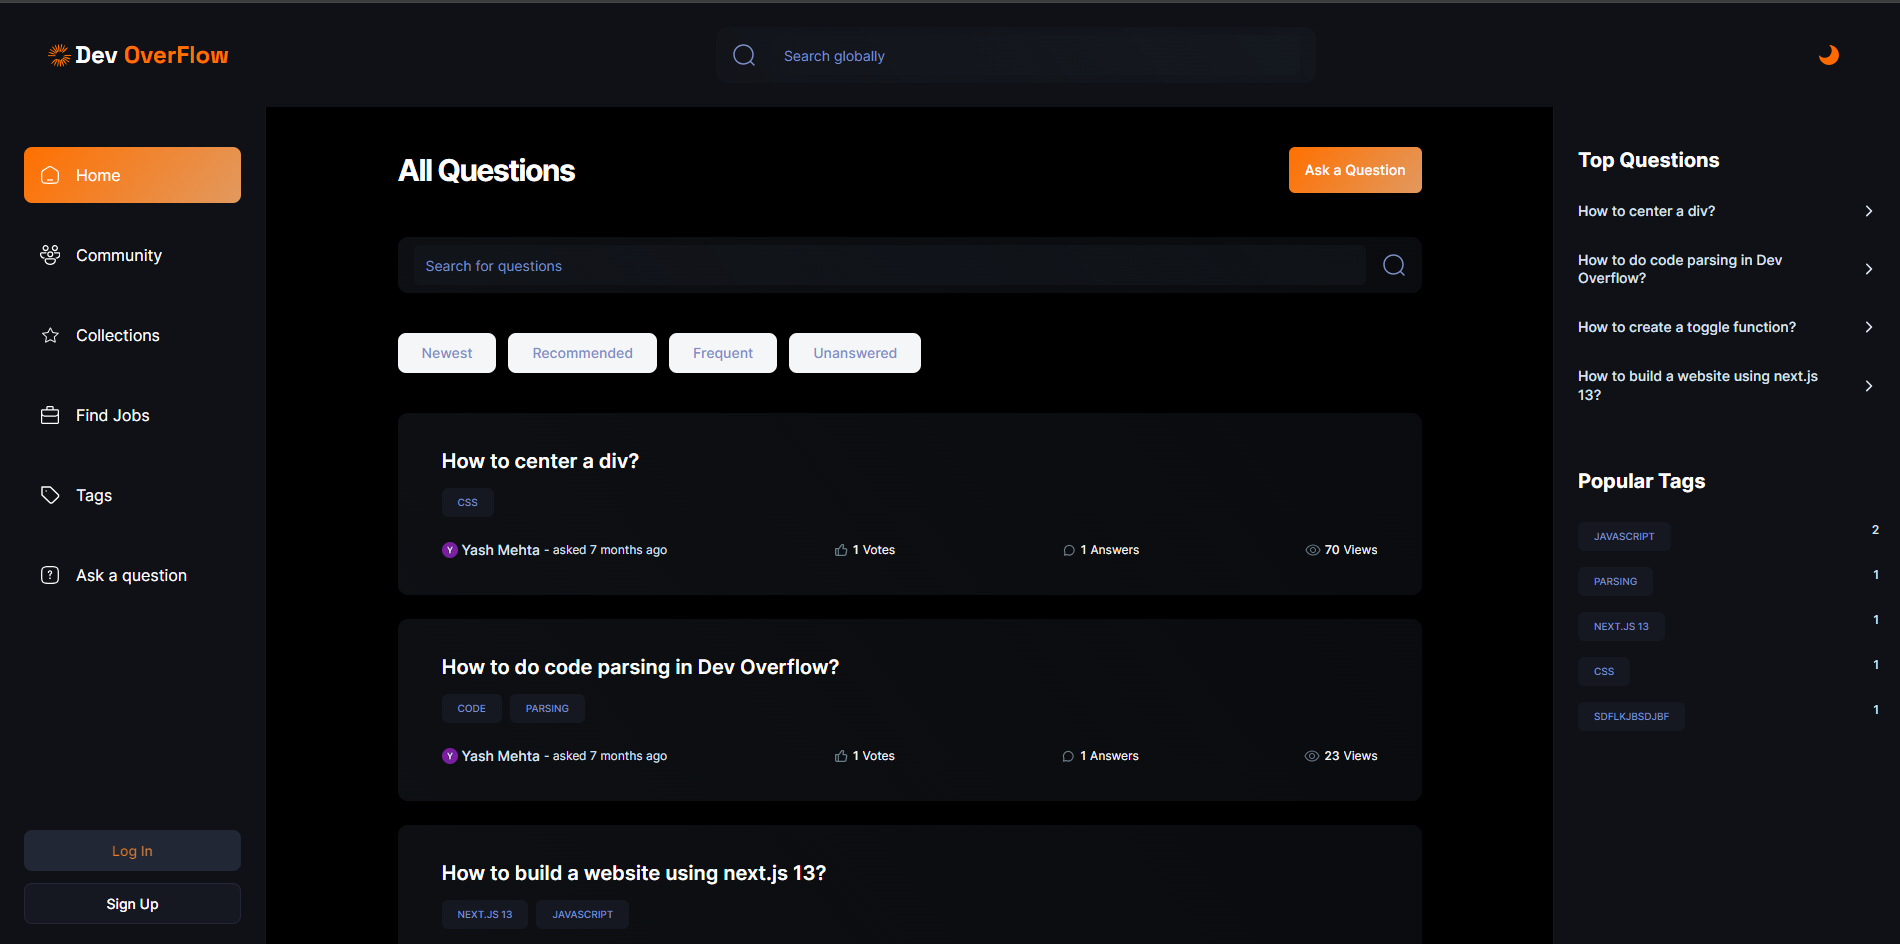 Dev OverFlow
Search globally
Home
Community
Collections
Find Jobs
Tags
Ask a question
Log In
Sign Up
All Questions
Ask a Question
Search for questions
Newest
Recommended
Frequent
Unanswered
How to center a div?
CSS
Y Yash Mehta - asked 7 months ago
1 Votes
1 Answers
70 Views
How to do code parsing in Dev Overflow?
CODE
PARSING
Y Yash Mehta - asked 7 months ago
1 Votes
1 Answers
23 Views
How to build a website using next.js 13?
NEXT.JS 13
JAVASCRIPT
Top Questions
How to center a div?
How to do code parsing in Dev
Overflow?
How to create a toggle function?
How to build a website using next.js
13?
Popular Tags
JAVASCRIPT 2
PARSING 1
NEXT.JS 13 1
CSS 1
SDFLKJBSDJBF 1